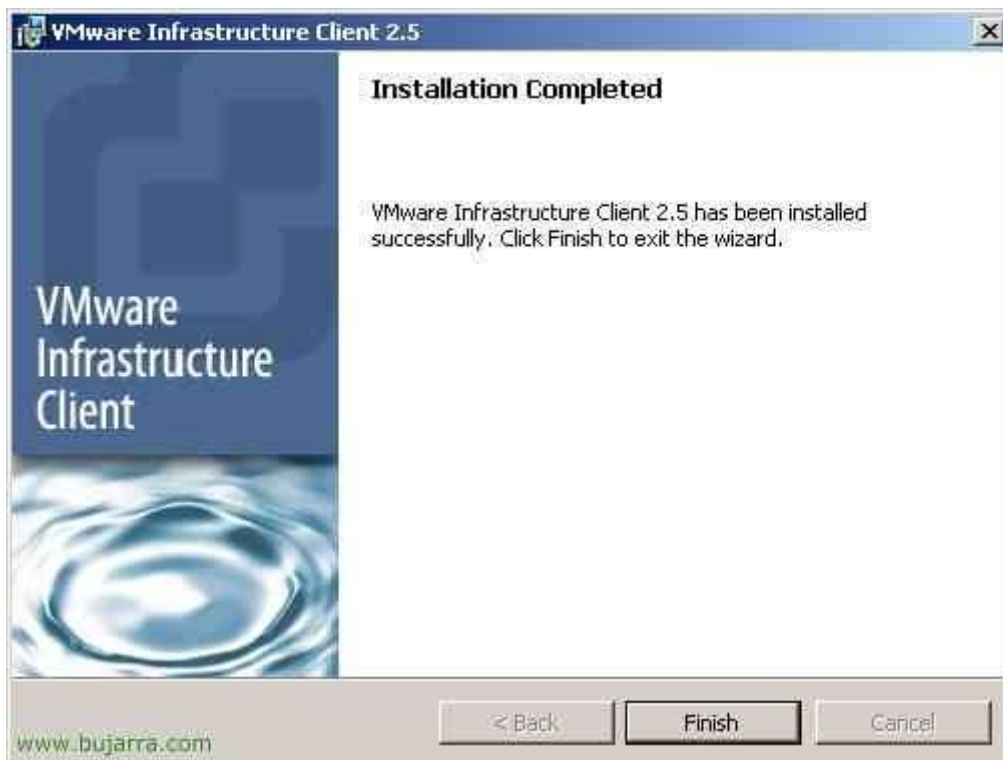 VMware Infrastructure Client 2.5
Installation Completed
VMware Infrastructure Client 2.5 has been installed
successfully. Click Finish to exit the wizard.
VMware
Infrastructure
Client
< Back
Finish
Cancel
www.bujarra.com